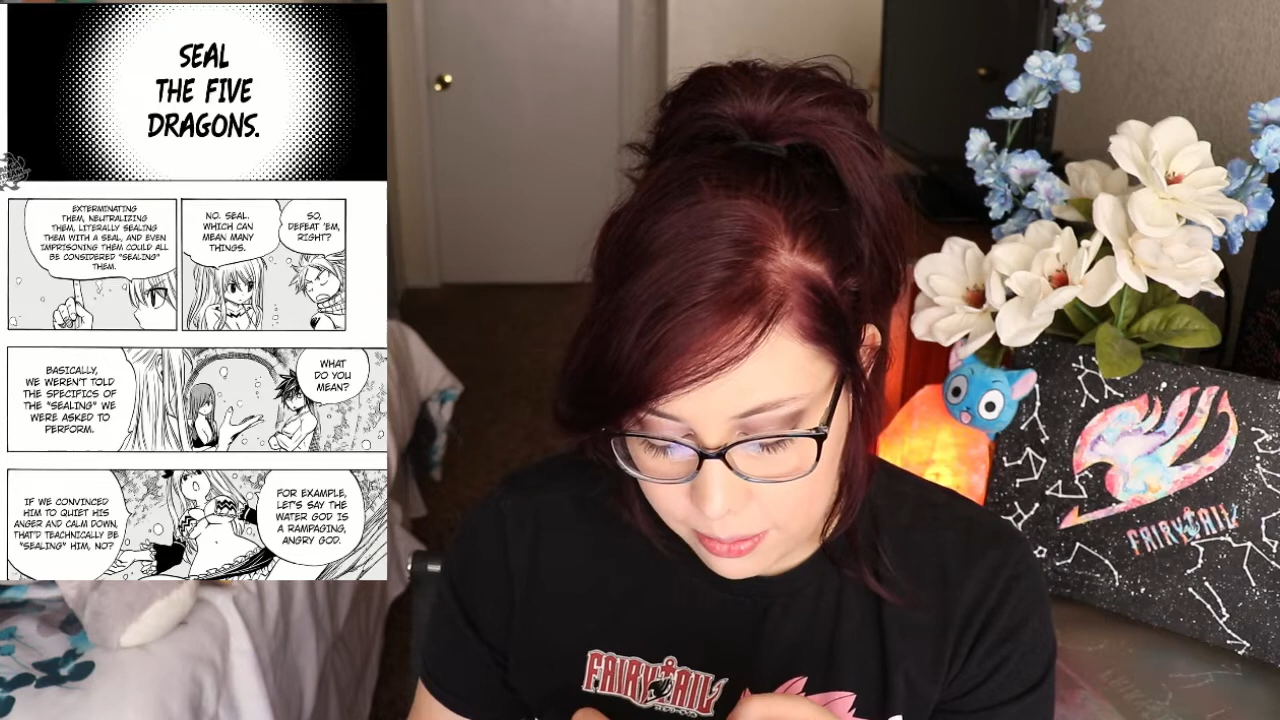 SEAL
THE FIVE
DRAGONS.
SO,
DEFEAT 'EM,
RIGHT?
NO. SEAL.
WHICH CAN
MEAN MANY
THINGS.
EXTERMINATING
THEM, NEUTRALIZING
THEM, LITERALLY SEALING
THEM WITH A SEAL, AND EVEN
IMPRISONING THEM COULD ALL
BE CONSIDERED "SEALING"
THEM.
WHAT
DO YOU
MEAN?
BASICALLY,
WE WEREN'T TOLD
THE SPECIFICS OF
THE "SEALING" WE
WERE ASKED TO
PERFORM.
FOR EXAMPLE,
LET'S SAY THE
WATER GOD IS
A RAMPAGING,
ANGRY GOD.
IF WE CONVINCED
HIM TO QUIET HIS
ANGER AND CALM DOWN,
THAT'D TEACHNICALLY BE
"SEALING" HIM, NO?
FAIRY TAIL
FAIRY TAIL